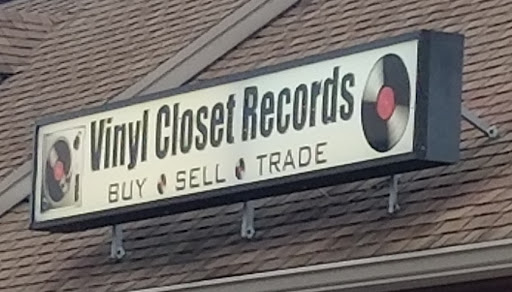 Vinyl Closet Records
BUY SELL TRADE